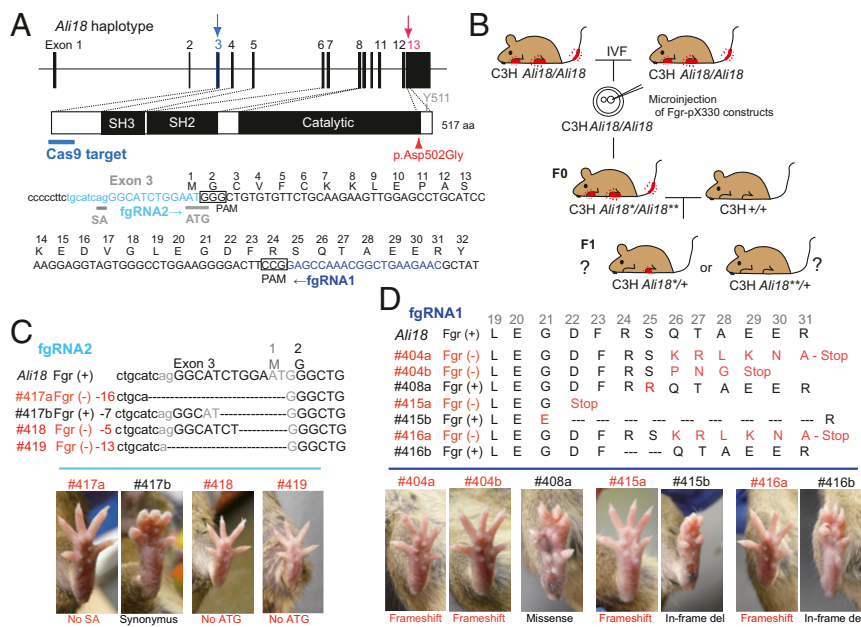 A
Ali18 haplotype
Exon 1
2
3
4
5
6 7
8
11
12
13
Y511
SH3
SH2
Catalytic
517 aa
Cas9 target
p.Asp502Gly
Exon 3
1 2 3 4 5 6 7 8 9 10 11 12 13
M G C V F C K K L E P A S
cccccttctgcatcagGGCATCTGGAATGGGCTGTGTGTTCTGCAAGAAGTTGGAGCCTGCATCC
SA
fgRNA2→
ATG
PAM
14 15 16 17 18 19 20 21 22 23 24 25 26 27 28 29 30 31 32
K E D V G L E G D F R S Q T A E E R Y
AAGGAGGTAGTGGGCCTGGAAGGGGACTTCCGGAGCCAAACGGCTGAAGAACGCTAT
PAM
←fgRNA1
B
IVF
C3H Ali18/Ali18
C3H Ali18/Ali18
Microinjection
of Fgr-pX330 constructs
C3H Ali18/Ali18
F0
C3H Ali18*/Ali18**
C3H +/+
F1
?
?
C3H Ali18*/+
or
C3H Ali18**/+
C
fgRNA2
1 2
Exon 3
M G
Ali18 Fgr (+) ctgcatcagGGCATCTGGAATGGGCTG
#417a Fgr (-) -16 ctgca----------------GGGCTG
#417b Fgr (+) -7 ctgcatcagGGCAT-------GGGCTG
#418 Fgr (-) -5 ctgcatcagGGCATCT-----GGGCTG
#419 Fgr (-) -13 ctgcatca-------------GGGCTG
#417a
#417b
#418
#419
No SA
Synonymus
No ATG
No ATG
D
fgRNA1
19 20 21 22 23 24 25 26 27 28 29 30 31
Ali18 Fgr (+) L E G D F R S Q T A E E R
#404a Fgr (-) L E G D F R S K R L K N A - Stop
#404b Fgr (-) L E G D F R S P N G Stop
#408a Fgr (+) L E G D F R R Q T A E E R
#415a Fgr (-) L E G Stop
#415b Fgr (+) L E E --- --- --- --- --- --- --- --- --- R
#416a Fgr (-) L E G D F R S K R L K N A - Stop
#416b Fgr (+) L E G D F --- --- Q T A E E R
#404a
#404b
#408a
#415a
#415b
#416a
#416b
Frameshift
Frameshift
Missense
Frameshift
In-frame del
Frameshift
In-frame de